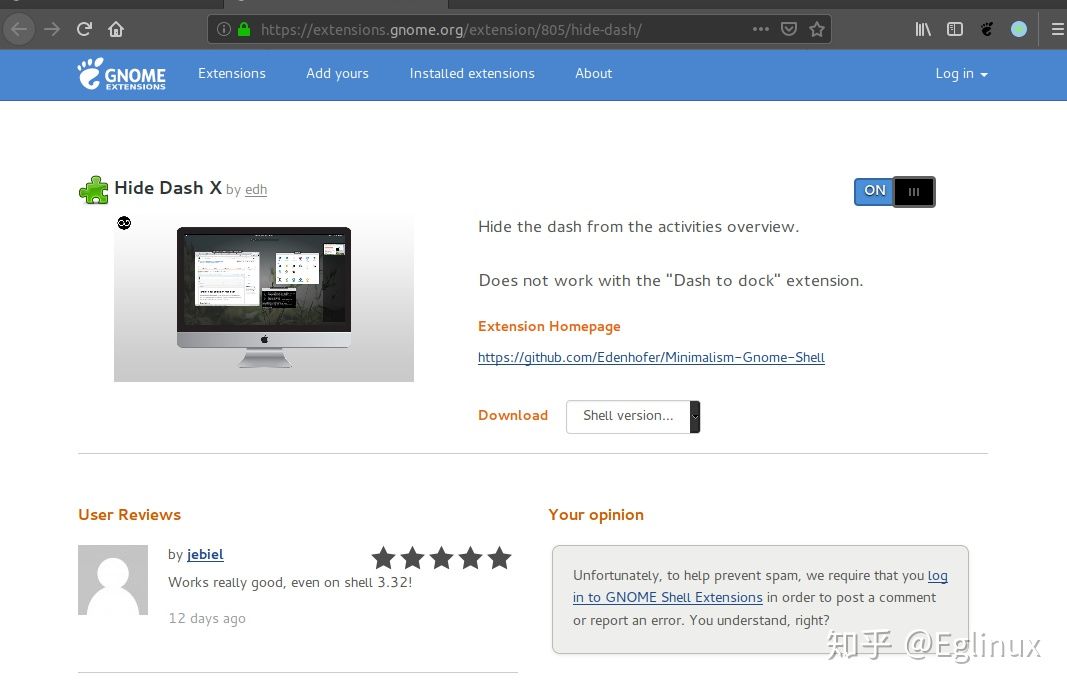 https://extensions.gnome.org/extension/805/hide-dash/
GNOME
EXTENSIONS
Extensions
Add yours
Installed extensions
About
Log in
Hide Dash X by edh
ON
Hide the dash from the activities overview.
Does not work with the "Dash to dock" extension.
Extension Homepage
https://github.com/Edenhofer/Minimalism-Gnome-Shell
Download
Shell version...
User Reviews
by jebiel
Works really good, even on shell 3.32!
12 days ago
Your opinion
Unfortunately, to help prevent spam, we require that you log
in to GNOME Shell Extensions in order to post a comment
or report an error. You understand, right?
知乎 @Eglinux